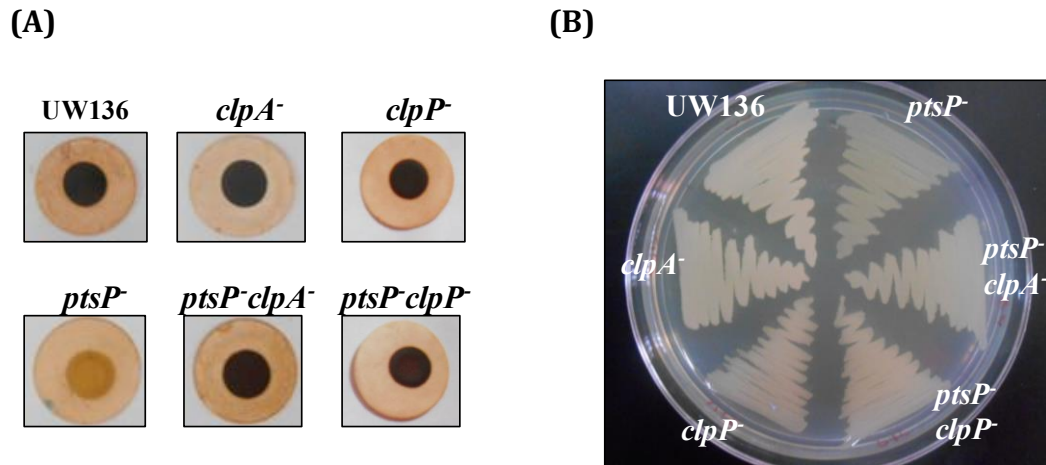 (A)
(B)
UW136
clpA⁻
clpP⁻
ptsP⁻
ptsP⁻clpA⁻
ptsP⁻clpP⁻
UW136
ptsP⁻
clpA⁻
ptsP⁻
clpA⁻
clpP⁻
ptsP⁻
clpP⁻